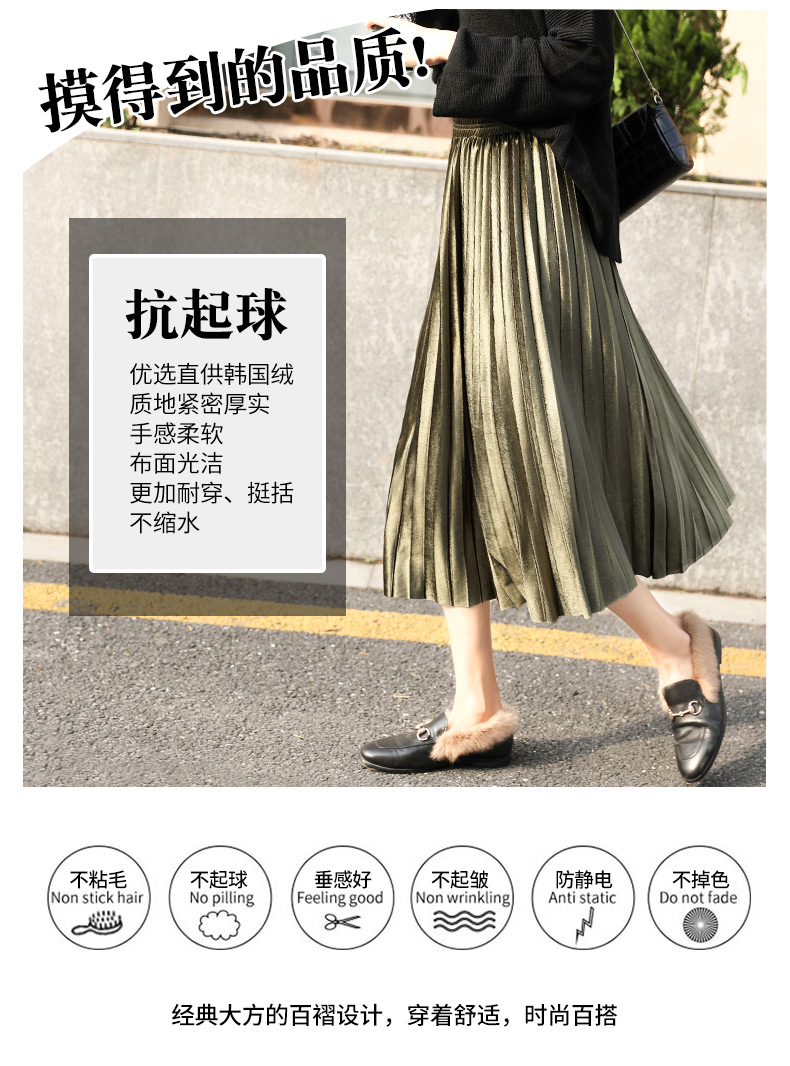 摸得到的品质!
抗起球
优选直供韩国绒
质地紧密厚实
手感柔软
布面光洁
更加耐穿、挺括
不缩水
不粘毛
Non stick hair
不起球
No pilling
垂感好
Feeling good
不起皱
Non wrinkling
防静电
Anti static
不掉色
Do not fade
经典大方的百褶设计，穿着舒适，时尚百搭